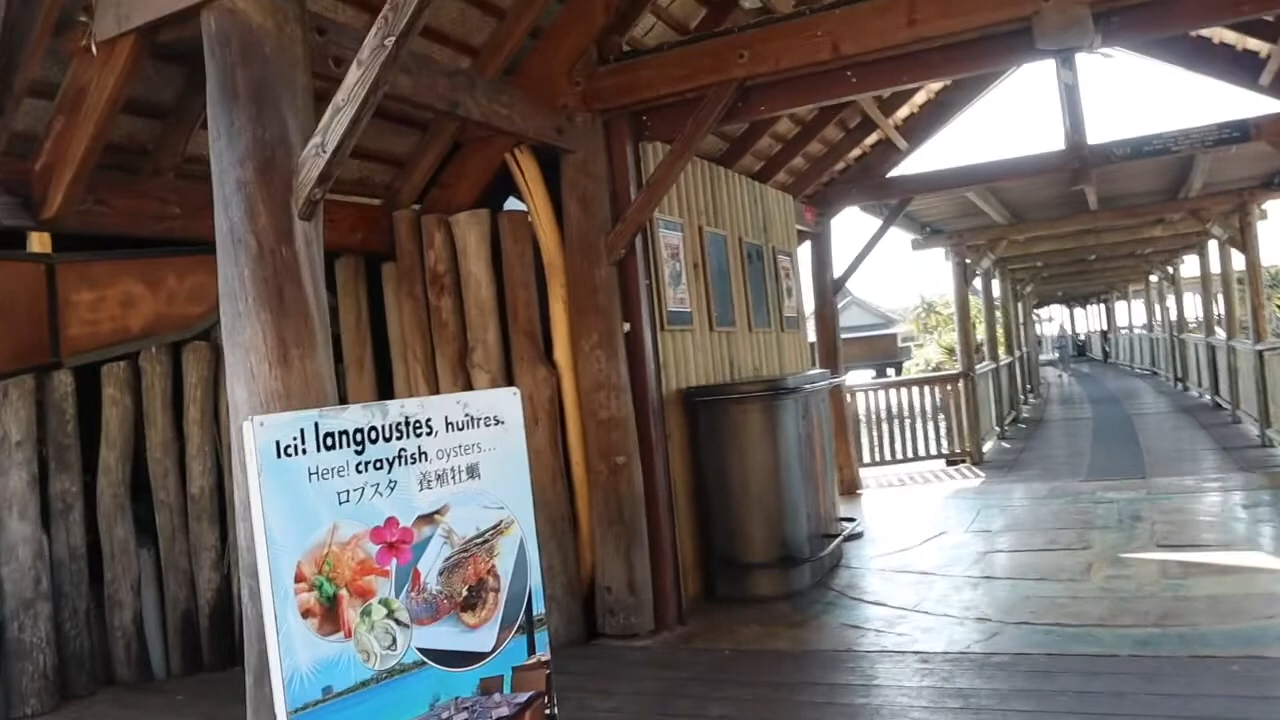 Ici! langoustes, huîtres.
Here! crayfish, oysters...
ロブスタ 養殖牡蠣